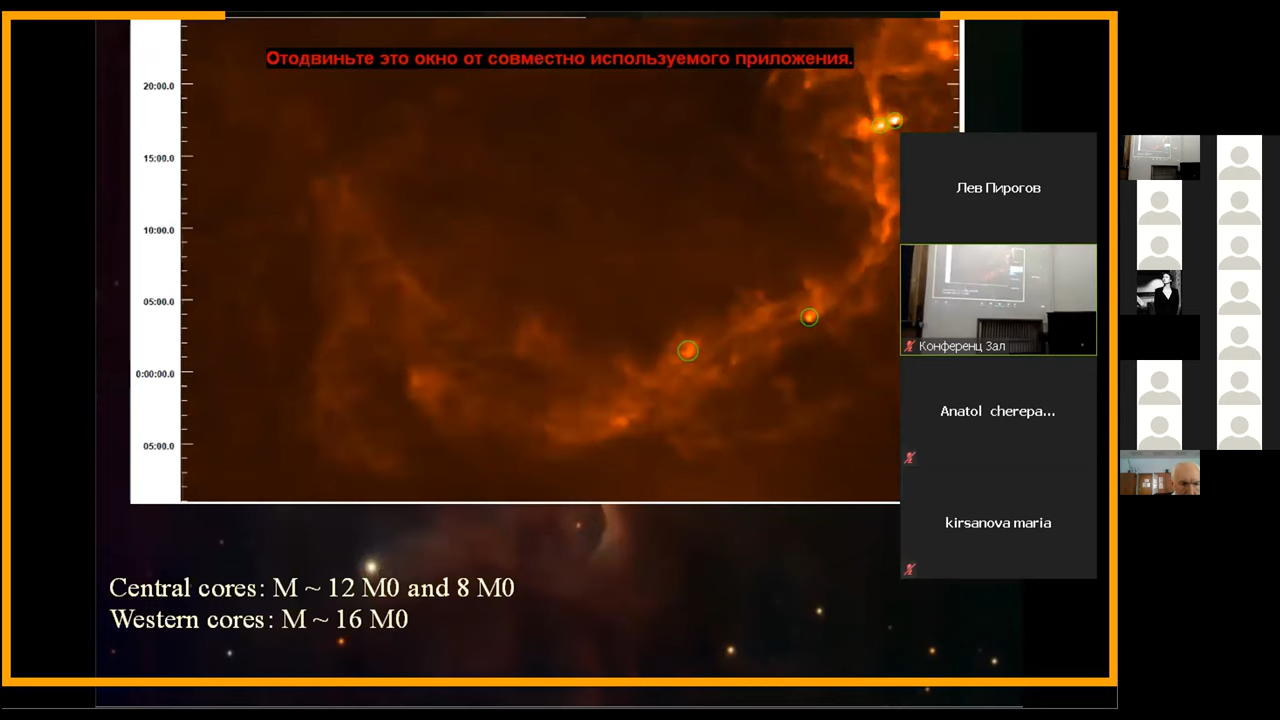 Отодвиньте это окно от совместно используемого приложения.
20:00.0
15:00.0
10:00.0
05:00.0
0:00:00.0
05:00.0
Лев Пирогов
Конференц Зал
Anatol cherepa...
kirsanova maria
Central cores: M ~ 12 M0 and 8 M0
Western cores: M ~ 16 M0